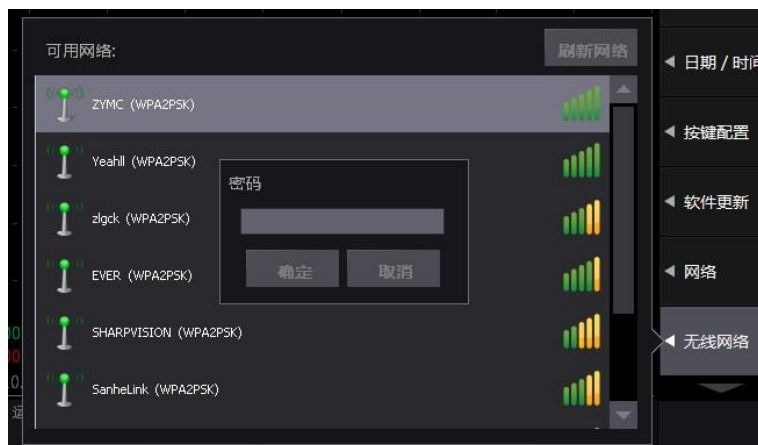 可用网络:
刷新网络
ZYMC (WPA2PSK)
Yeahll (WPA2PSK)
zlgck (WPA2PSK)
EVER (WPA2PSK)
SHARPVISION (WPA2PSK)
SanheLink (WPA2PSK)
密码
确定 取消
日期 / 时间
按键配置
软件更新
网络
无线网络